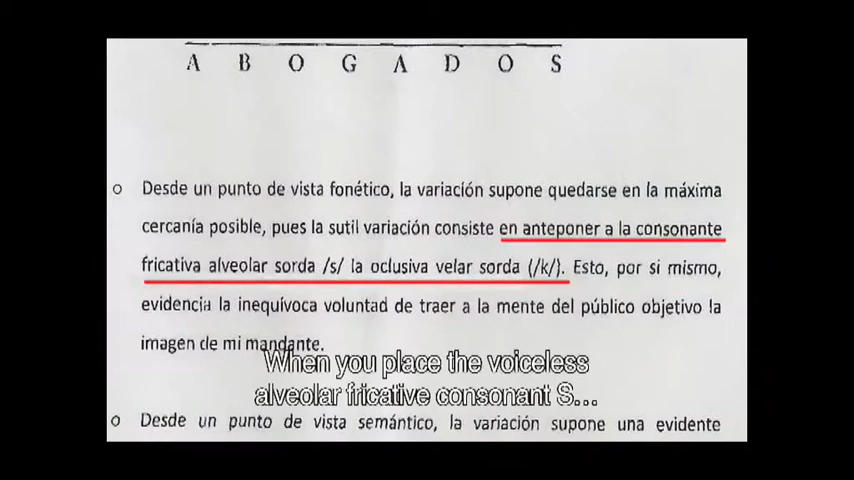 A B O G A D O S
o Desde un punto de vista fonético, la variación supone quedarse en la máxima
cercanía posible, pues la sutil variación consiste en anteponer a la consonante
fricativa alveolar sorda /s/ la oclusiva velar sorda (/k/). Esto, por si mismo,
evidencia la inequívoca voluntad de traer a la mente del público objetivo la
imagen de mi mandante.
When you place the voiceless
alveolar fricative consonant S...
o Desde un punto de vista semántico, la variación supone una evidente